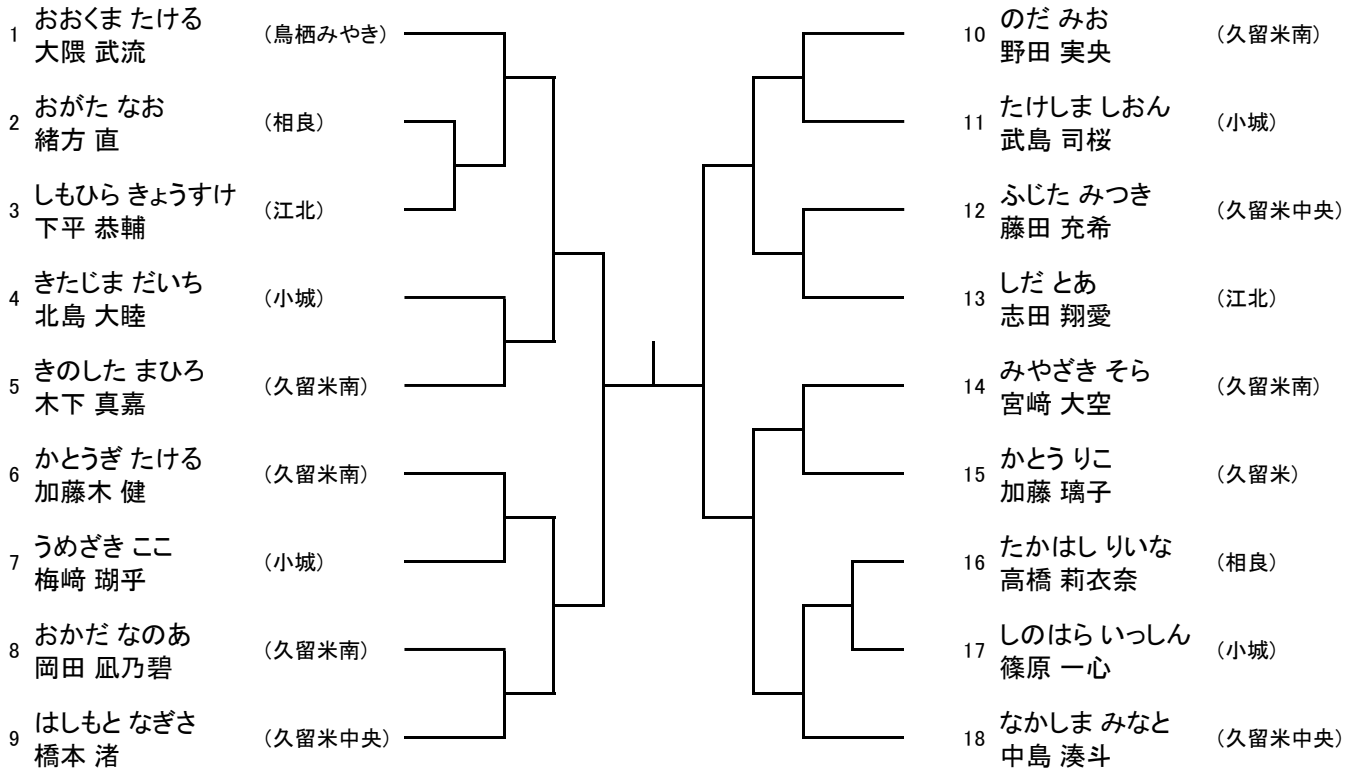 1 おおくま たける
大隈 武流 (鳥栖みやき)
2 おがた なお
緒方 直 (相良)
3 しもひら きょうすけ
下平 恭輔 (江北)
4 きたじま だいち
北島 大睦 (小城)
5 きのした まひろ
木下 真嘉 (久留米南)
6 かとうぎ たける
加藤木 健 (久留米南)
7 うめざき ここ
梅﨑 瑚乎 (小城)
8 おかだ なのあ
岡田 凪乃碧 (久留米南)
9 はしもと なぎさ
橋本 渚 (久留米中央)
10 のだ みお
野田 実央 (久留米南)
11 たけしま しおん
武島 司桜 (小城)
12 ふじた みつき
藤田 充希 (久留米中央)
13 しだ とあ
志田 翔愛 (江北)
14 みやざき そら
宮﨑 大空 (久留米南)
15 かとう りこ
加藤 璃子 (久留米)
16 たかはし りいな
高橋 莉衣奈 (相良)
17 しのはら いっしん
篠原 一心 (小城)
18 なかしま みなと
中島 湊斗 (久留米中央)